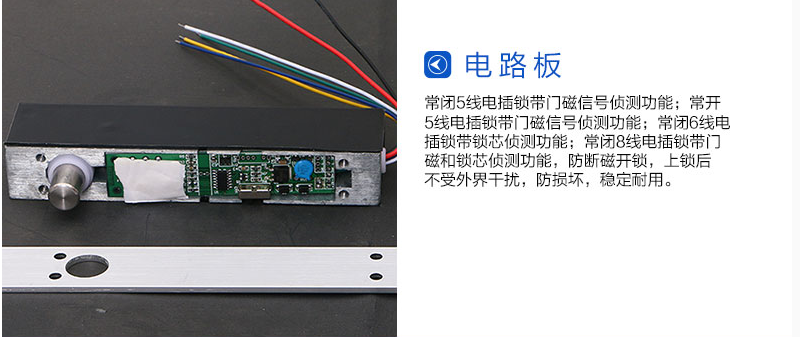 电路板
常闭5线电插锁带门磁信号侦测功能；常开
5线电插锁带门磁信号侦测功能；常闭6线电
插锁带锁芯侦测功能；常闭8线电插锁带门
磁和锁芯侦测功能，防断磁开锁，上锁后
不受外界干扰，防损坏，稳定耐用。